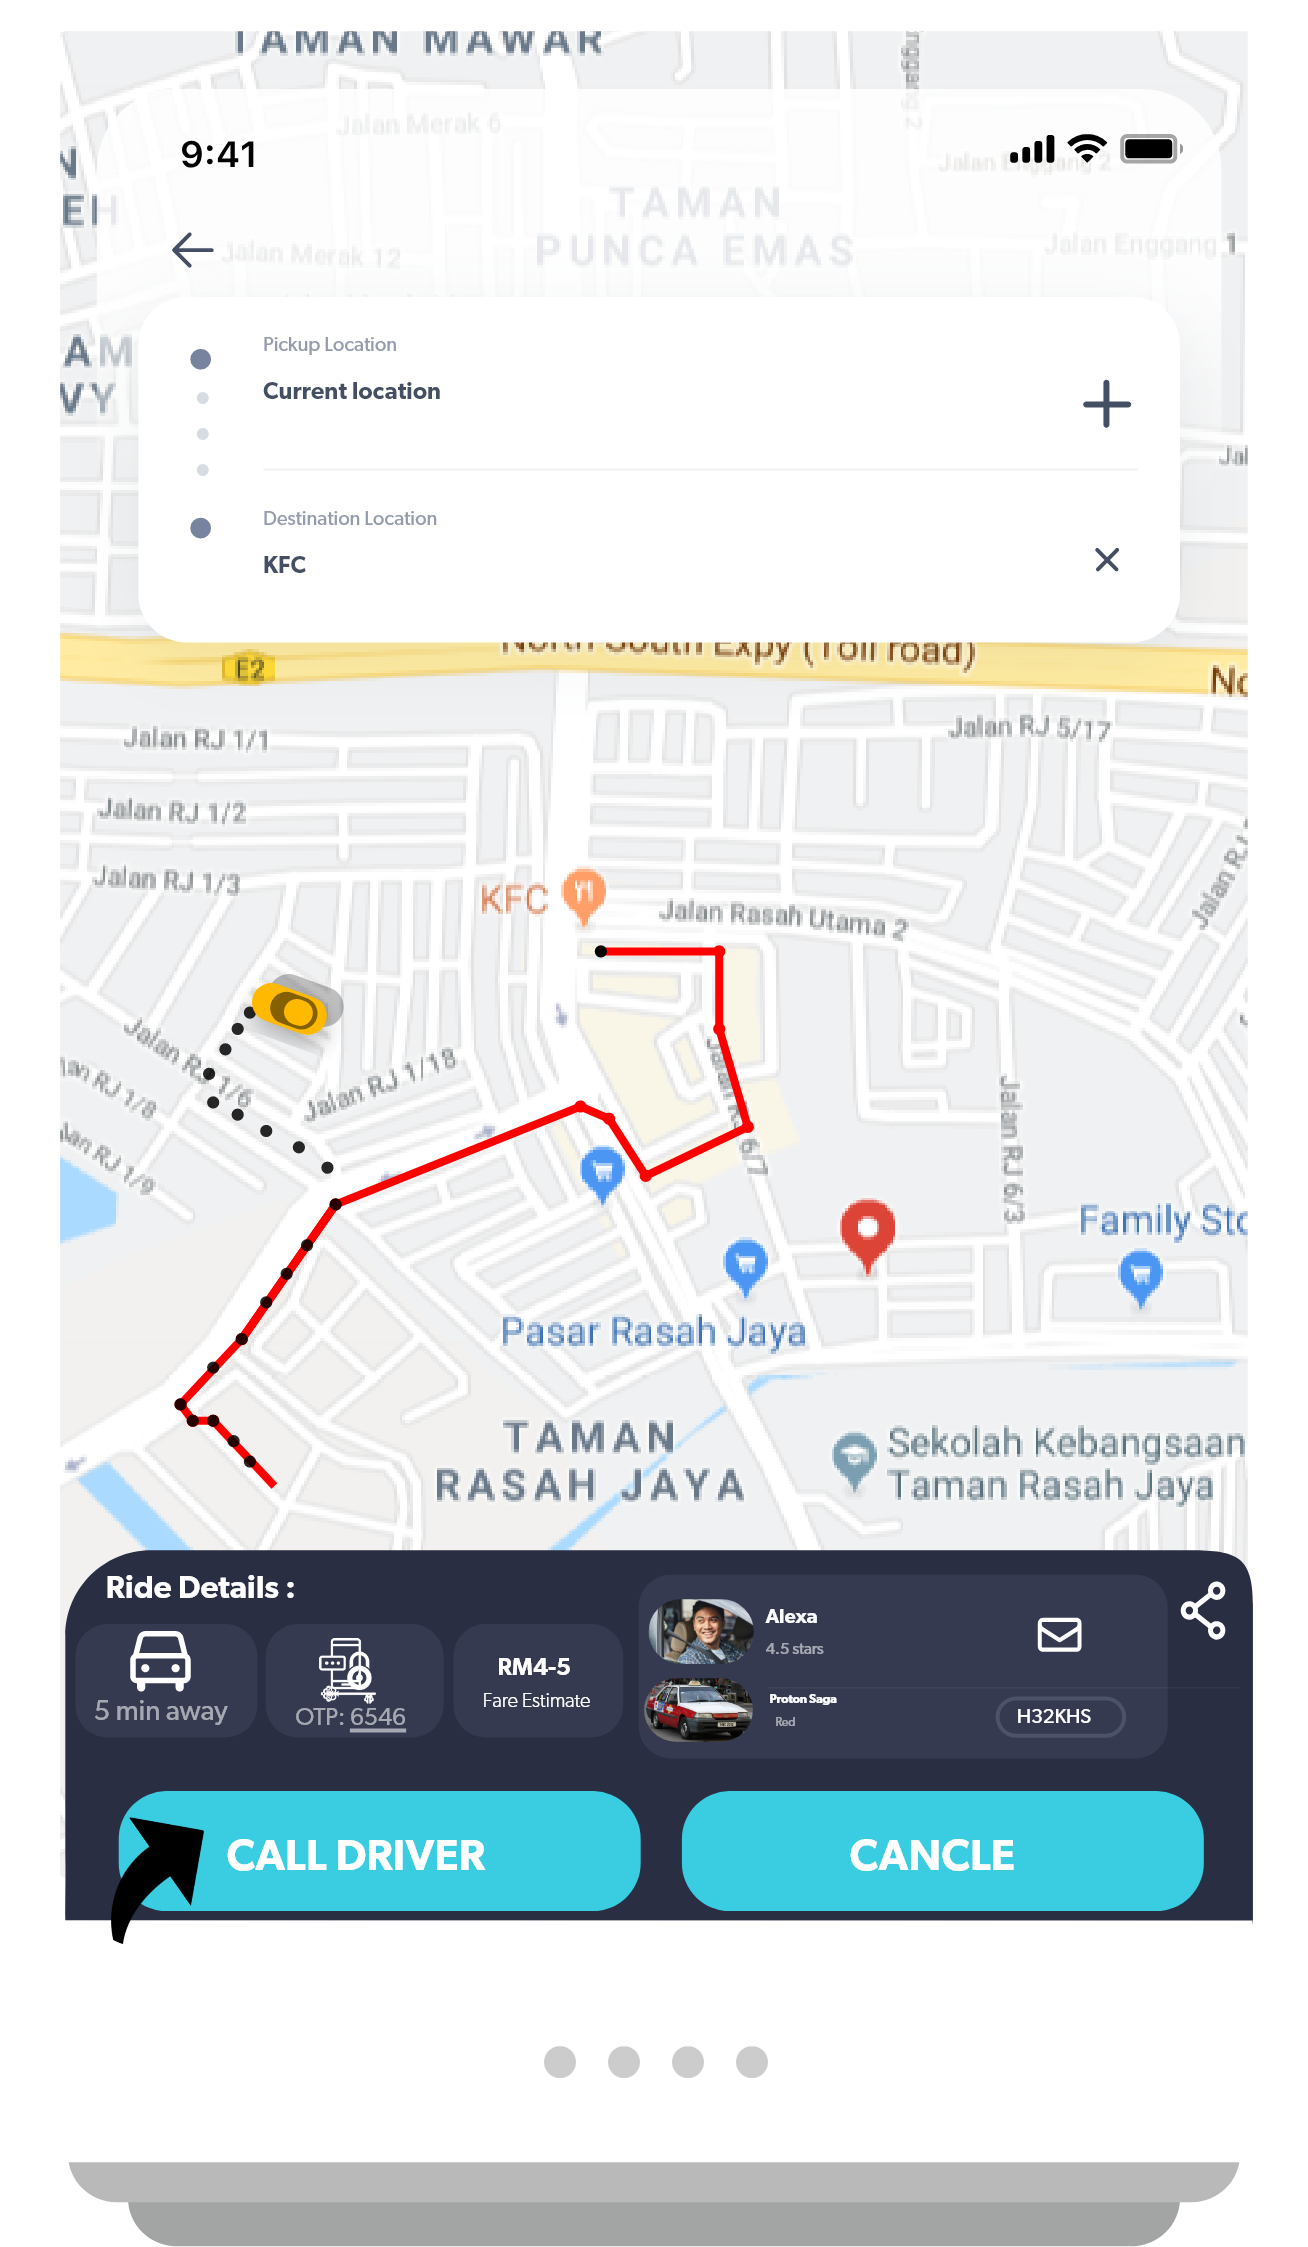 TAMAN MAWAR
Jalan Merak 6
9:41
Jalan Enggang 2
TAMAN
PUNCA EMAS
EH
Jalan Merak 12
Jalan Enggang 1
Pickup Location
Current location
AM
VY
Jal
Destination Location
KFC
North South Expy (Toll road)
E2
No
Jalan RJ 1/1
Jalan RJ 5/17
Jalan RJ 1/2
Jalan RJ 1/3
KFC
Jalan Rasah Utama 2
Jalan RJ
Jalan RJ 1/6
Jalan RJ 1/18
RJ 1/8
RJ 1/9
6/7
Jalan RJ 6/3
Family Sto
Pasar Rasah Jaya
TAMAN
RASAH JAYA
Sekolah Kebangsaan
Taman Rasah Jaya
Ride Details :
5 min away
OTP: 6546
RM4-5
Fare Estimate
Alexa
4.5 stars
Proton Saga
Red
H32KHS
CALL DRIVER
CANCLE